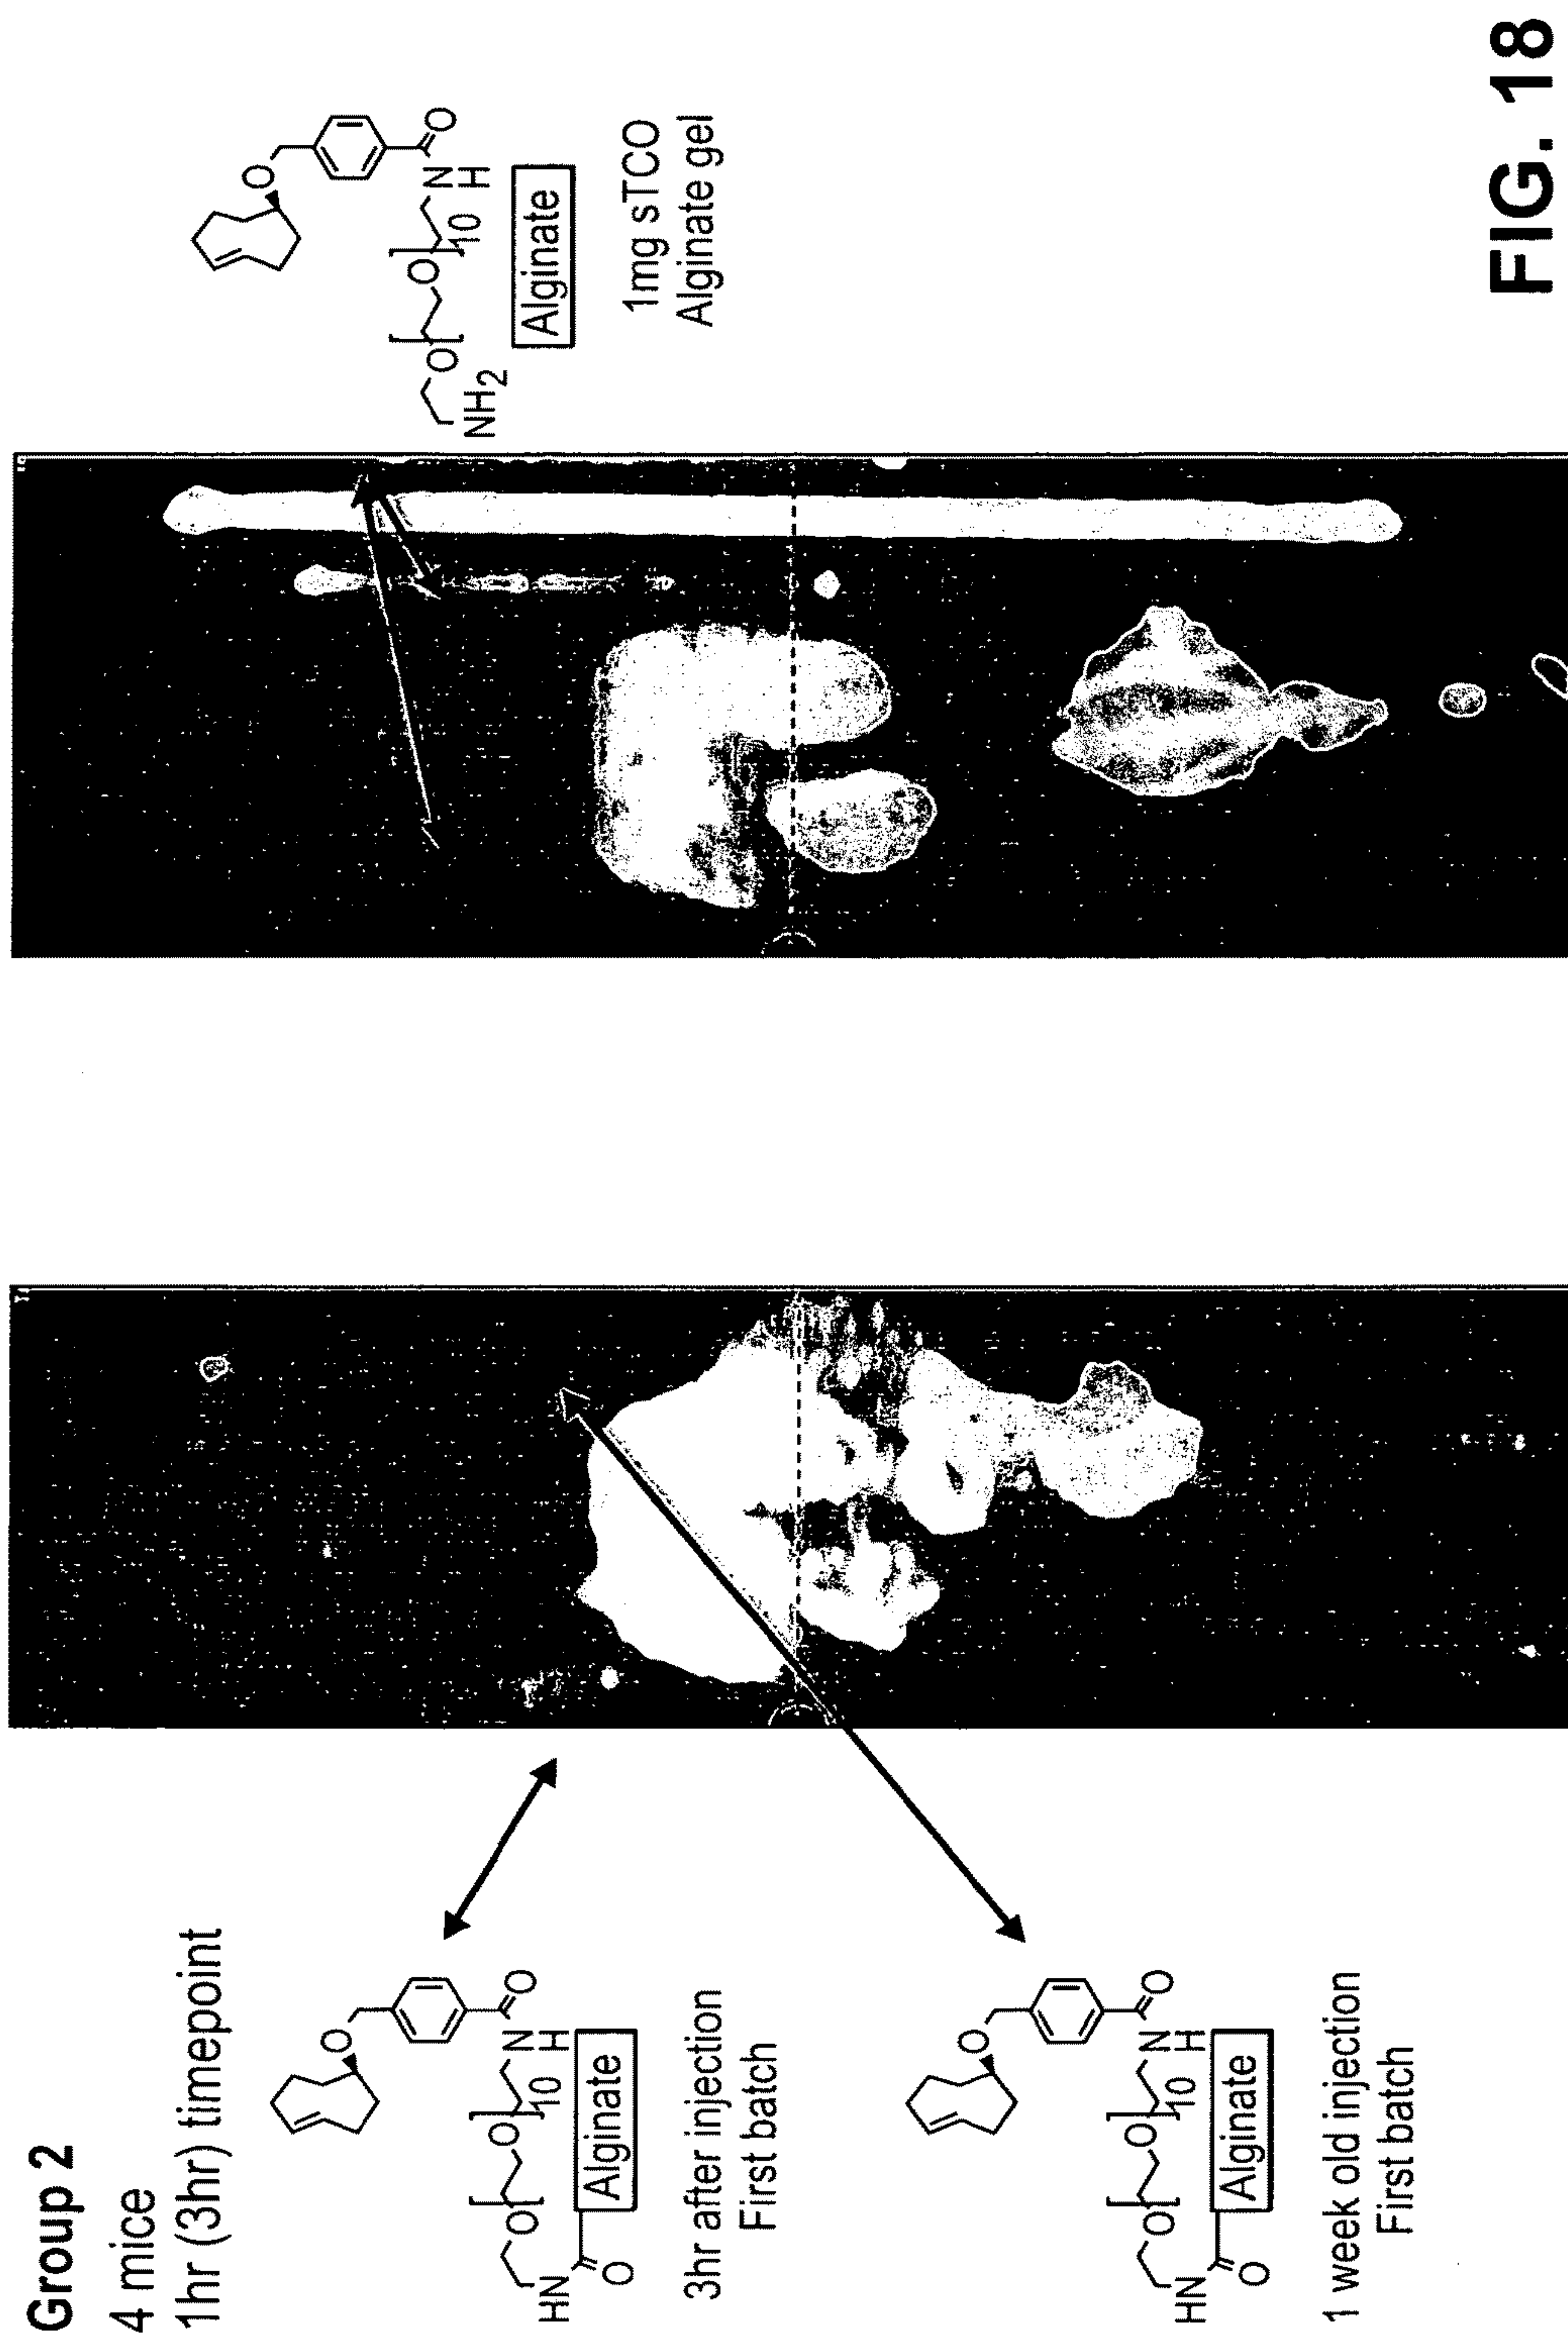 Group 2
4 mice
1hr (3hr) timepoint
O
O
N
H
10
O
O
HN
O
Alginate
3hr after injection
First batch
O
O
N
H
10
O
O
HN
O
Alginate
1 week old injection
First batch
O
O
N
H
10
O
O
NH2
Alginate
1mg sTCO
Alginate gel
FIG. 18